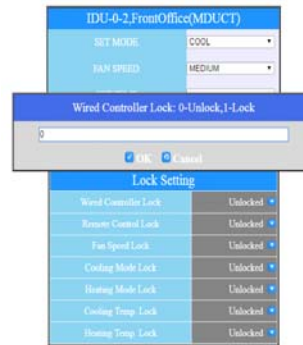 IDU-0-2,FrontOffice(MDUCT)
SET MODE COOL
FAN SPEED MEDIUM
Wired Controller Lock: 0-Unlock,1-Lock
0
OK Cancel
Lock Setting
Wired Controller Lock Unlocked
Remote Control Lock Unlocked
Fan Speed Lock Unlocked
Cooling Mode Lock Unlocked
Heating Mode Lock Unlocked
Cooling Temp. Lock Unlocked
Heating Temp. Lock Unlocked